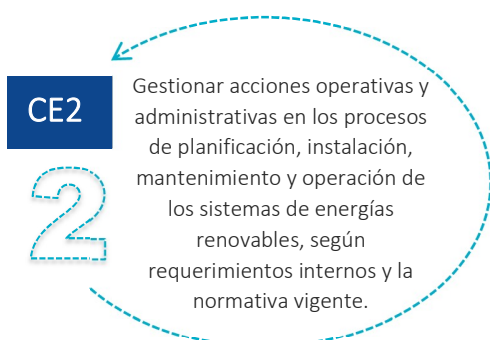 CE2
2
Gestionar acciones operativas y
administrativas en los procesos
de planificación, instalación,
mantenimiento y operación de
los sistemas de energías
renovables, según
requerimientos internos y la
normativa vigente.